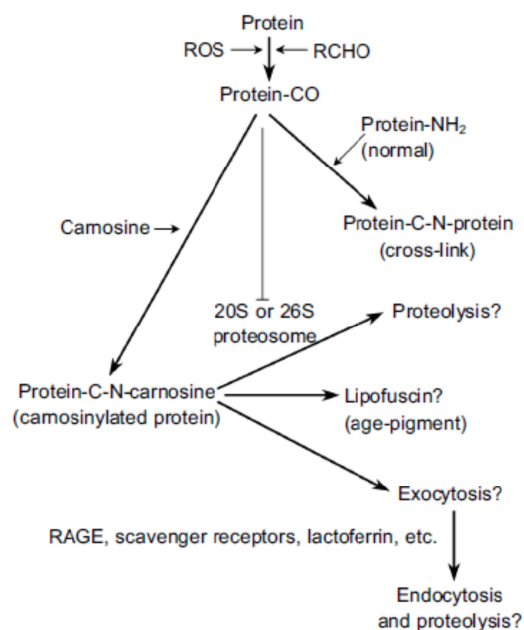 Protein
ROS
RCHO
Protein-CO
Protein-NH₂
(normal)
Carnosine
Protein-C-N-protein
(cross-link)
20S or 26S
proteosome
Proteolysis?
Protein-C-N-carnosine
(carnosinylated protein)
Lipofuscin?
(age-pigment)
Exocytosis?
RAGE, scavenger receptors, lactoferrin, etc.
Endocytosis
and proteolysis?